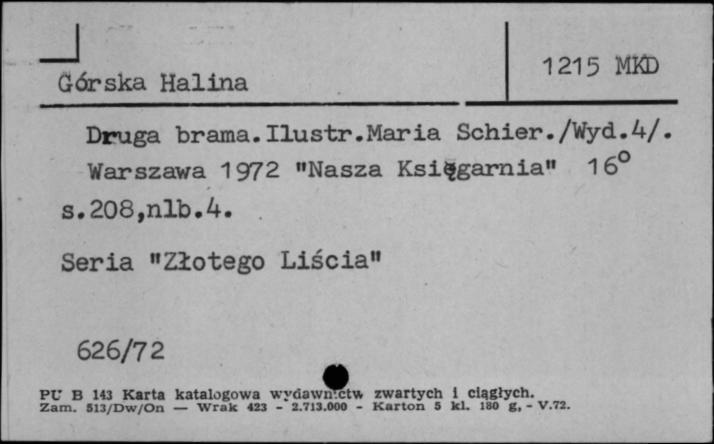 1215 MKD
Górska Halina
Druga brama.Ilustr.Maria Schier./Wyd.4/.
Warszawa 1972 "Nasza Księgarnia" 16°
s.208,nlb.4.
Seria "Złotego Liścia"
626/72
PU B 143 Karta katalogowa wydawnictw zwartych i ciągłych.
Zam. 513/Dw/On — Wrak 423 - 2.713.000 - Karton 5 kl. 180 g, - V.72.